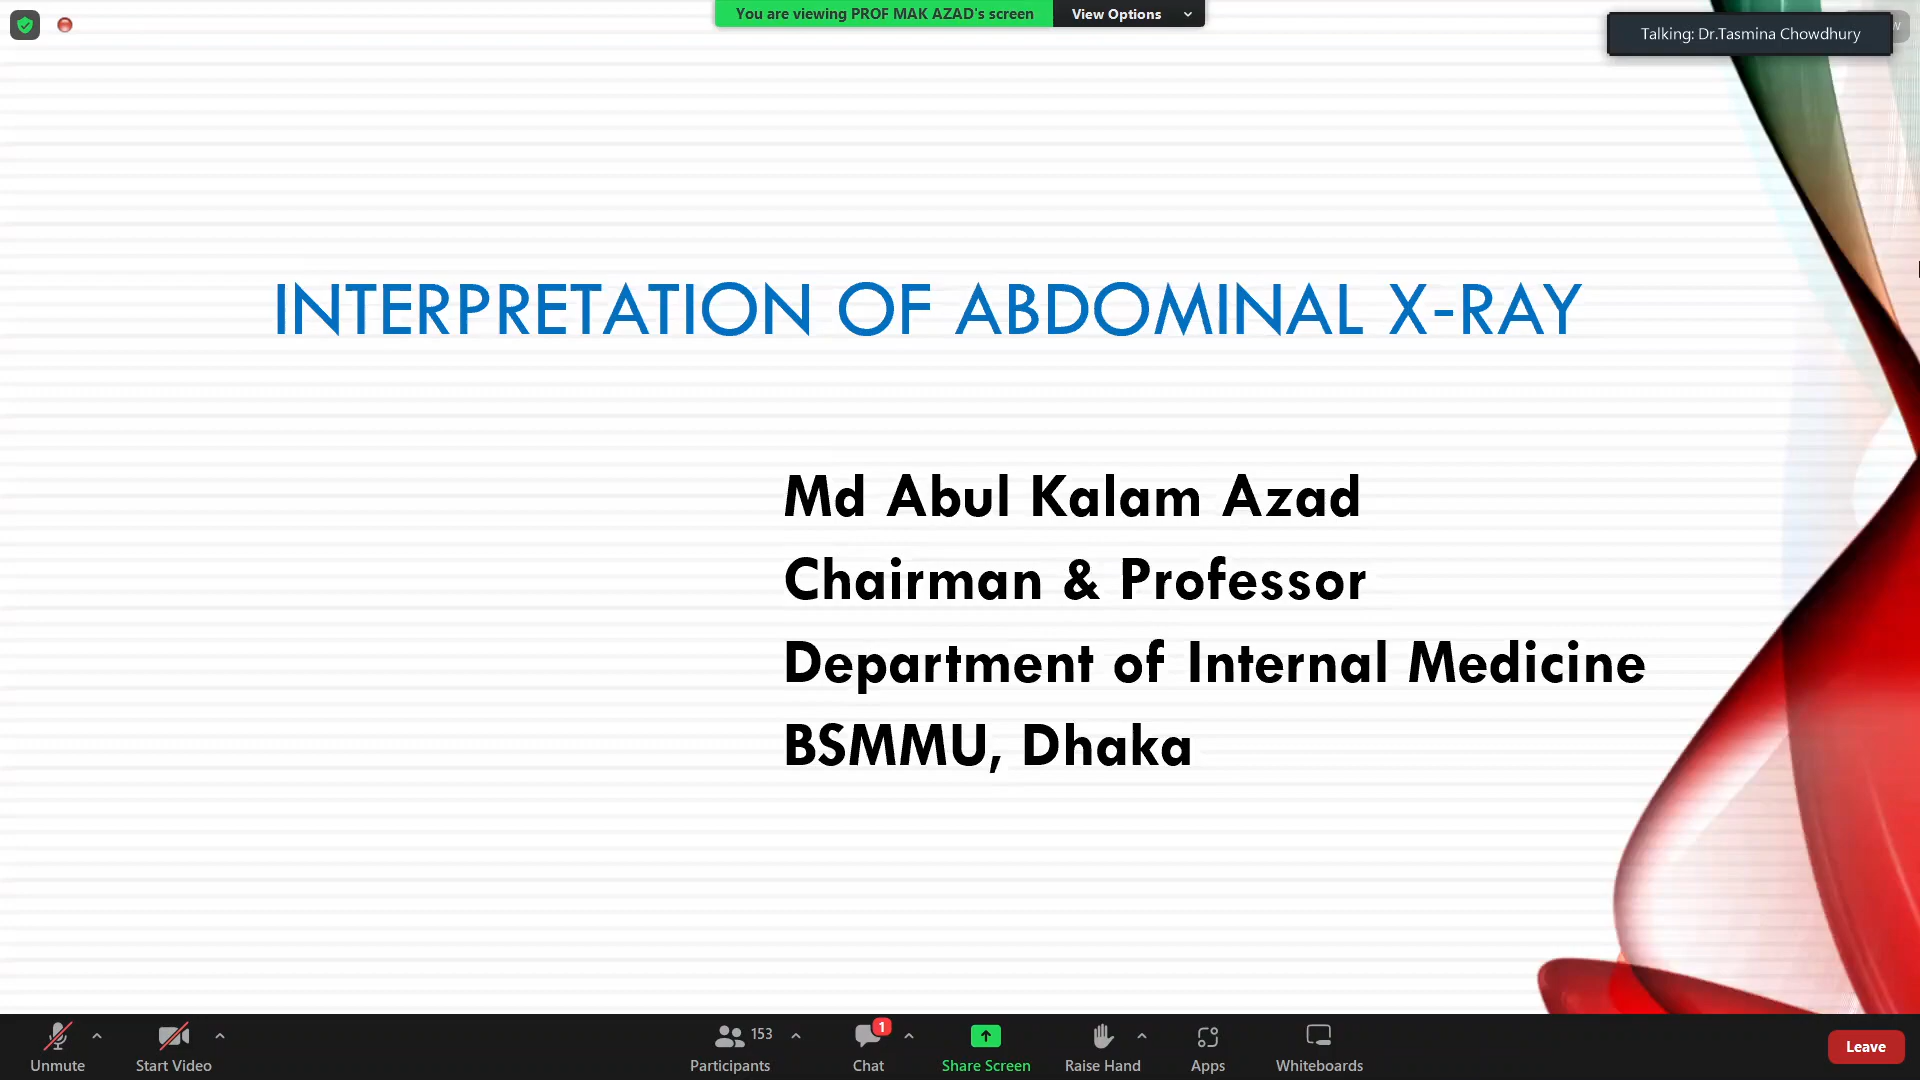 You are viewing PROF MAK AZAD's screen
View Options
Talking: Dr.Tasmina Chowdhury
INTERPRETATION OF ABDOMINAL X-RAY
Md Abul Kalam Azad
Chairman & Professor
Department of Internal Medicine
BSMMU, Dhaka
153
1
Unmute
Start Video
Participants
Chat
Share Screen
Raise Hand
Apps
Whiteboards
Leave